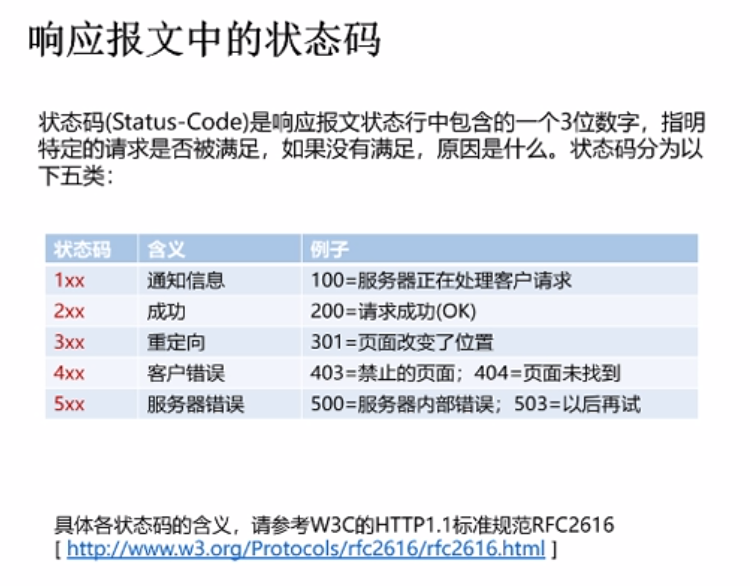 响应报文中的状态码
状态码(Status-Code)是响应报文状态行中包含的一个3位数字，指明
特定的请求是否被满足，如果没有满足，原因是什么。状态码分为以
下五类：
状态码 含义 例子
1xx 通知信息 100=服务器正在处理客户请求
2xx 成功 200=请求成功(OK)
3xx 重定向 301=页面改变了位置
4xx 客户错误 403=禁止的页面；404=页面未找到
5xx 服务器错误 500=服务器内部错误；503=以后再试
具体各状态码的含义，请参考W3C的HTTP1.1标准规范RFC2616
[ http://www.w3.org/Protocols/rfc2616/rfc2616.html ]